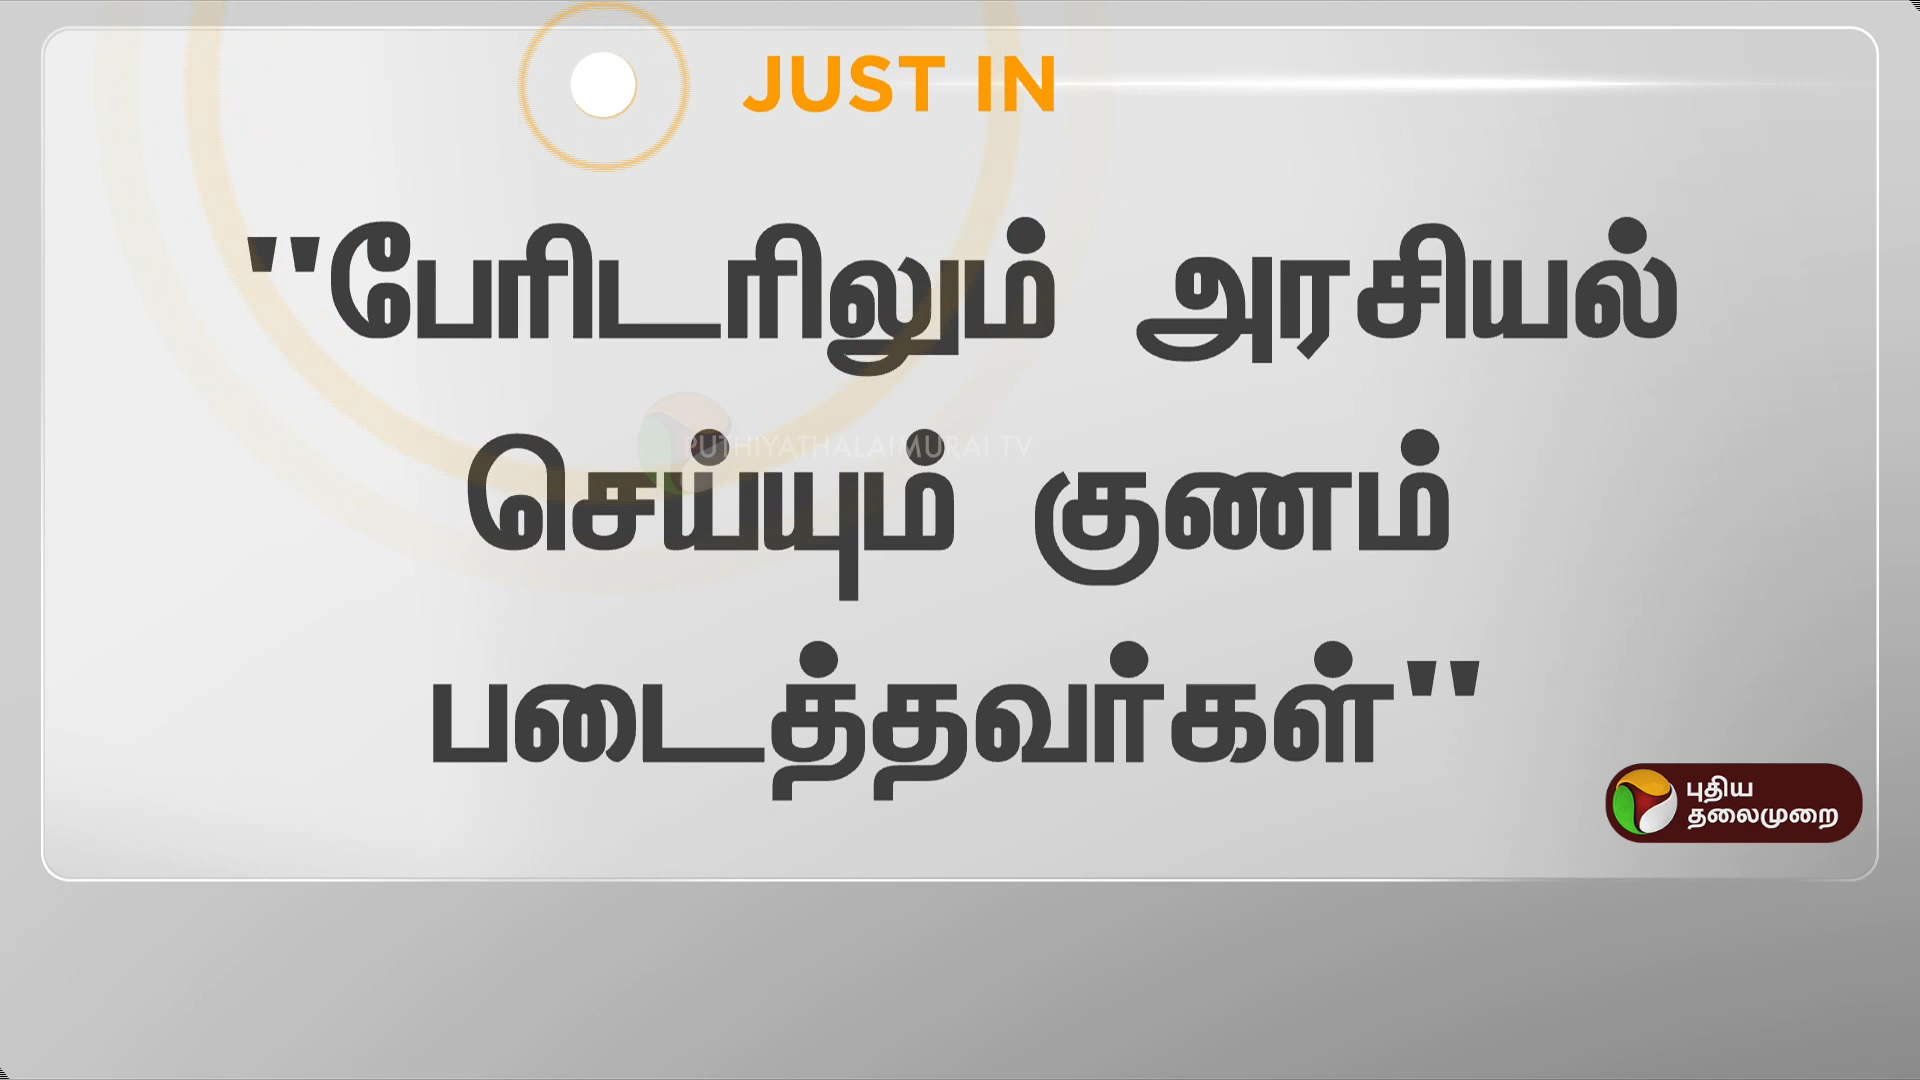 JUST IN
"பேரிடரிலும் அரசியல்
செய்யும் குணம்
படைத்தவர்கள்"
PUTHIYATHALAIMURAI TV
புதிய
தலைமுறை